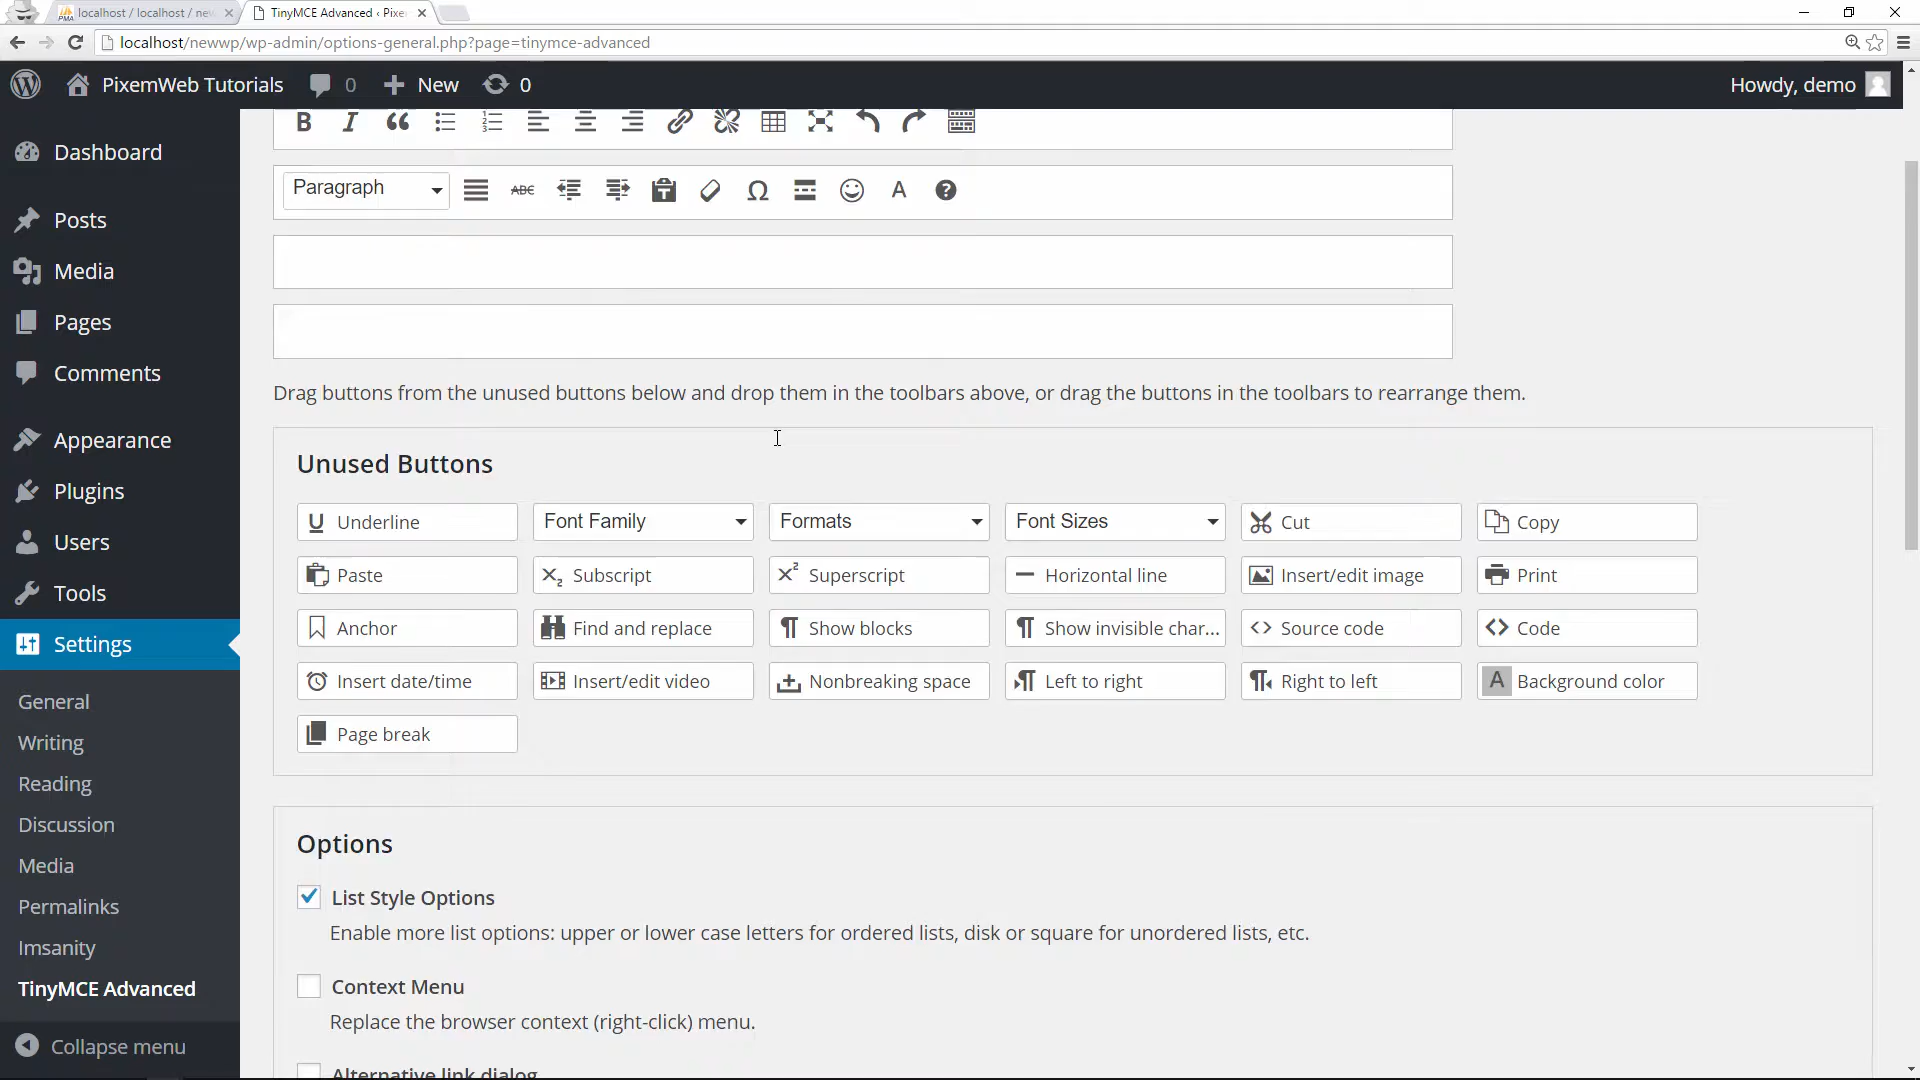 localhost / localhost / nev
TinyMCE Advanced ‹ Pixe
localhost/newwp/wp-admin/options-general.php?page=tinymce-advanced
PixemWeb Tutorials 0 New 0 Howdy, demo
Dashboard
Posts
Media
Pages
Comments
Appearance
Plugins
Users
Tools
Settings
General
Writing
Reading
Discussion
Media
Permalinks
Imsanity
TinyMCE Advanced
Collapse menu
Paragraph ABC
Drag buttons from the unused buttons below and drop them in the toolbars above, or drag the buttons in the toolbars to rearrange them.
Unused Buttons
Underline Font Family Formats Font Sizes Cut Copy
Paste Subscript Superscript Horizontal line Insert/edit image Print
Anchor Find and replace Show blocks Show invisible char... Source code Code
Insert date/time Insert/edit video Nonbreaking space Left to right Right to left Background color
Page break
Options
List Style Options
Enable more list options: upper or lower case letters for ordered lists, disk or square for unordered lists, etc.
Context Menu
Replace the browser context (right-click) menu.
Alternative link dialog